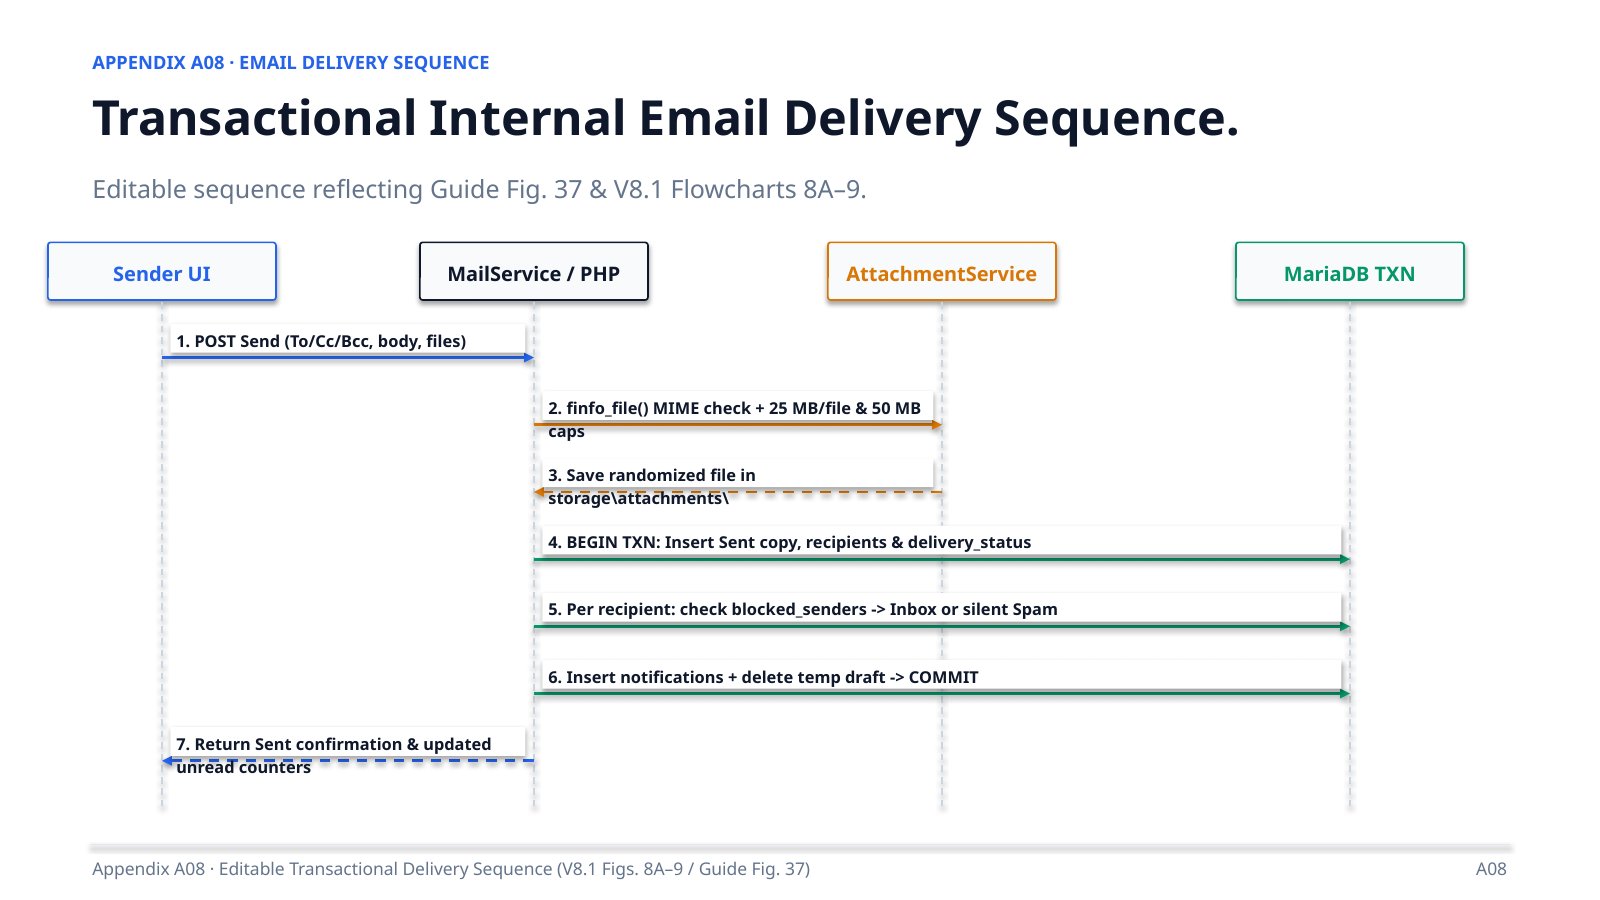 APPENDIX A08 · EMAIL DELIVERY SEQUENCE
Transactional Internal Email Delivery Sequence.
Editable sequence reflecting Guide Fig. 37 & V8.1 Flowcharts 8A–9.
Sender UI
MailService / PHP
AttachmentService
MariaDB TXN
1. POST Send (To/Cc/Bcc, body, files)
2. finfo_file() MIME check + 25 MB/file & 50 MB
caps
3. Save randomized file in
storage\attachments\
4. BEGIN TXN: Insert Sent copy, recipients & delivery_status
5. Per recipient: check blocked_senders -> Inbox or silent Spam
6. Insert notifications + delete temp draft -> COMMIT
7. Return Sent confirmation & updated
unread counters
Appendix A08 · Editable Transactional Delivery Sequence (V8.1 Figs. 8A–9 / Guide Fig. 37)
A08